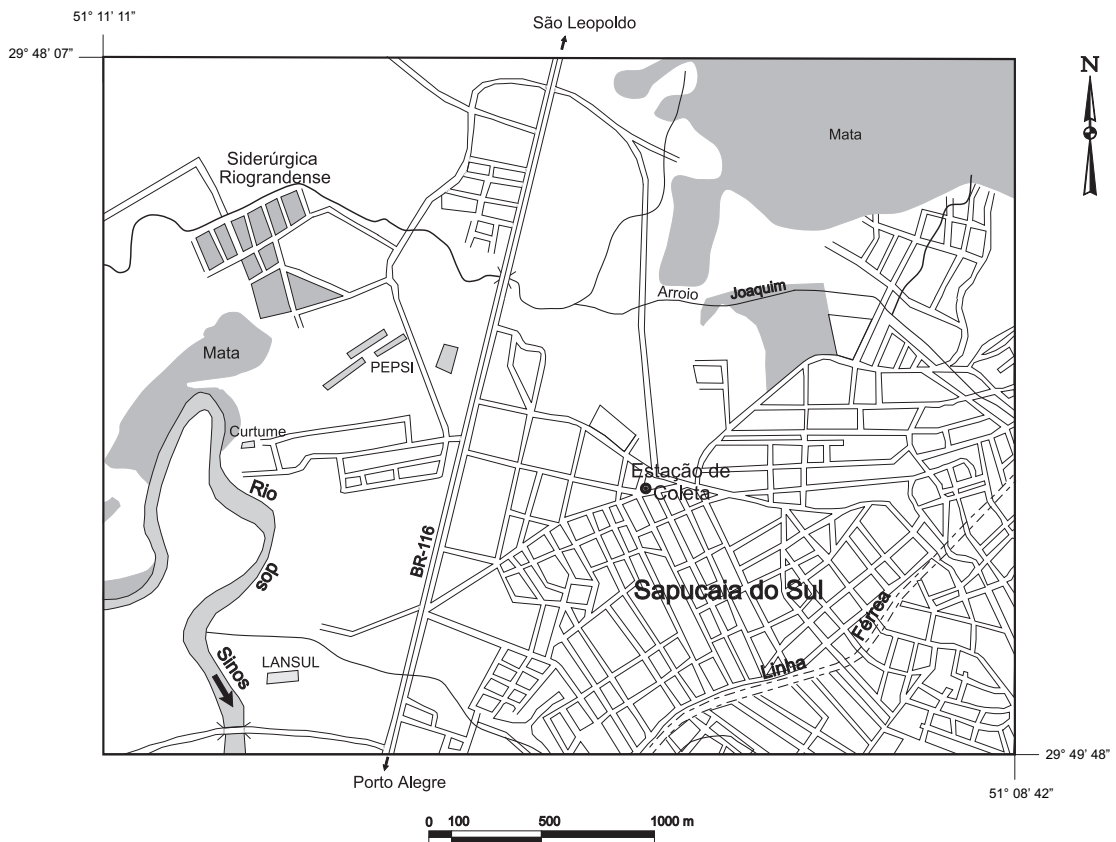 51° 11' 11”
São Leopoldo
29° 48' 07”
N
Mata
Siderúrgica
Riograndense
Arroio Joaquim
Mata
PEPSI
Curtume
Estação de
Coleta
Rio
dos
Sinos
BR-116
Sapucaia do Sul
Linha Férrea
LANSUL
29° 49' 48”
Porto Alegre
51° 08' 42”
0 100 500 1000 m